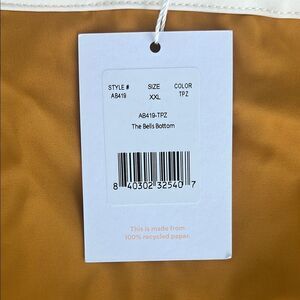 STYLE # SIZE COLOR
AB419 XXL TPZ
AB419-TPZ
The Bells Bottom
8 40302 32540 7
This is made from
100% recycled paper.